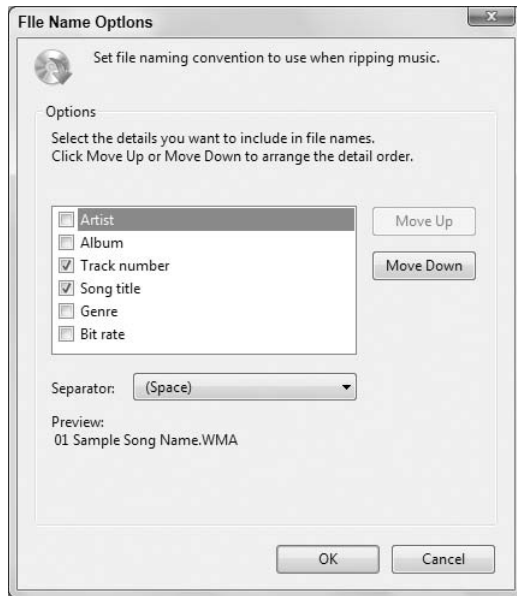 FIle Name Options
Set file naming convention to use when ripping music.
Options
Select the details you want to include in file names.
Click Move Up or Move Down to arrange the detail order.
Artist
Album
Track number
Song title
Genre
Bit rate
Move Up
Move Down
Separator: (Space)
Preview:
01 Sample Song Name.WMA
OK
Cancel